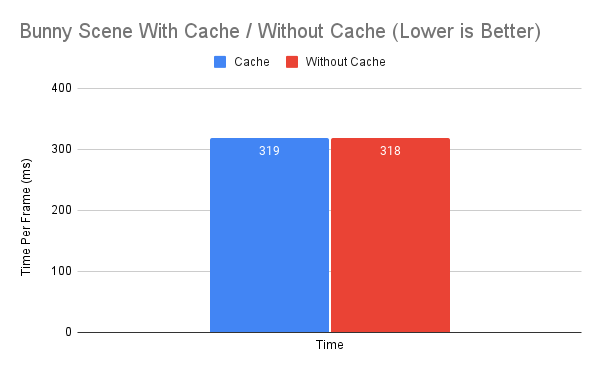 Bunny Scene With Cache / Without Cache (Lower is Better)
Cache
Without Cache
Time Per Frame (ms)
400
300
200
100
0
319
318
Time